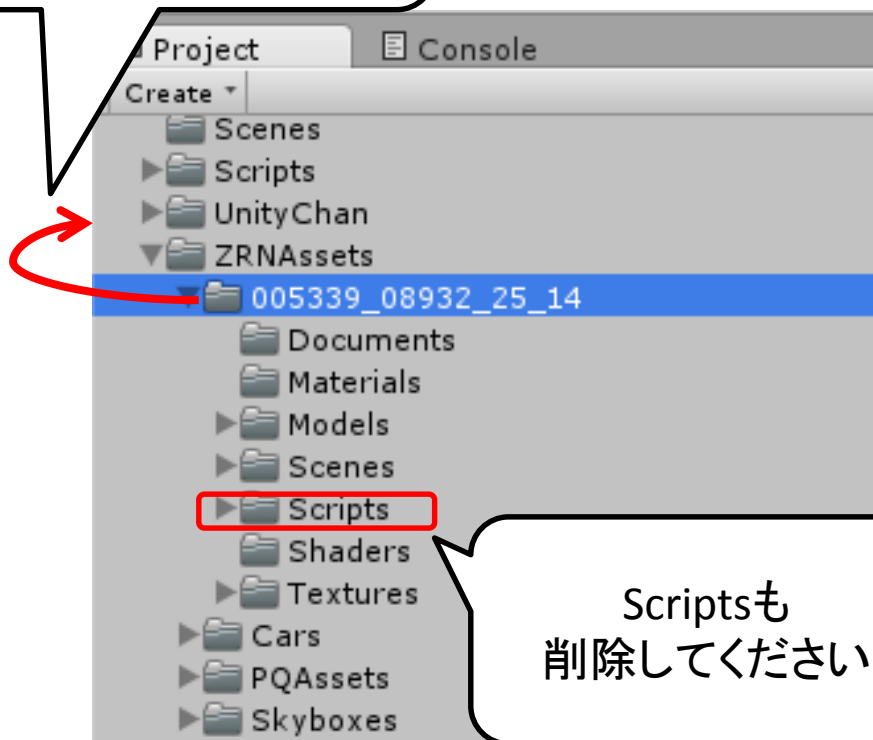 Project
Console
Create
Scenes
Scripts
UnityChan
ZRNAssets
005339_08932_25_14
Documents
Materials
Models
Scenes
Scripts
Shaders
Textures
Cars
PQAssets
Skyboxes
Scriptsも
削除してください